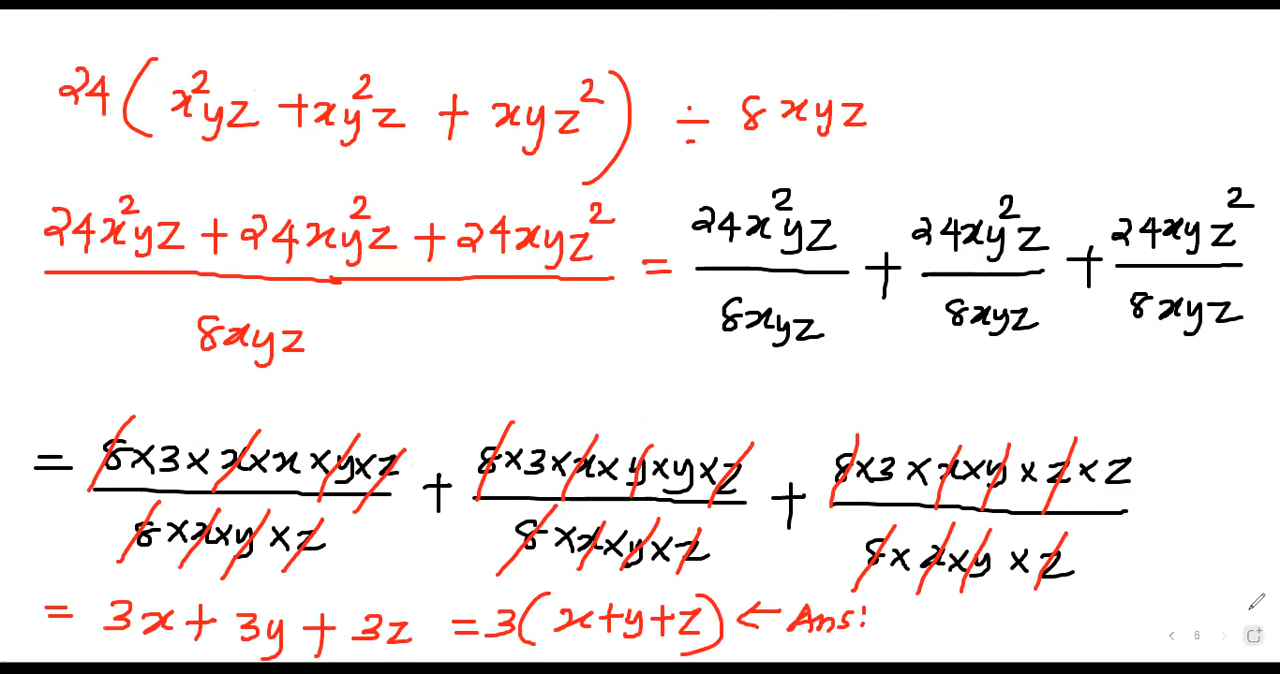 24(x²yz + xy²z + xyz²) ÷ 8xyz
(24x²yz + 24xy²z + 24xyz²)/8xyz = 24x²yz/8xyz + 24xy²z/8xyz + 24xyz²/8xyz
= (8×3×x×x×y×z)/(8×x×y×z) + (8×3×x×y×y×z)/(8×x×y×z) + (8×3×x×y×z×z)/(8×x×y×z)
= 3x + 3y + 3z = 3(x+y+z) ← Ans:
< 6 >